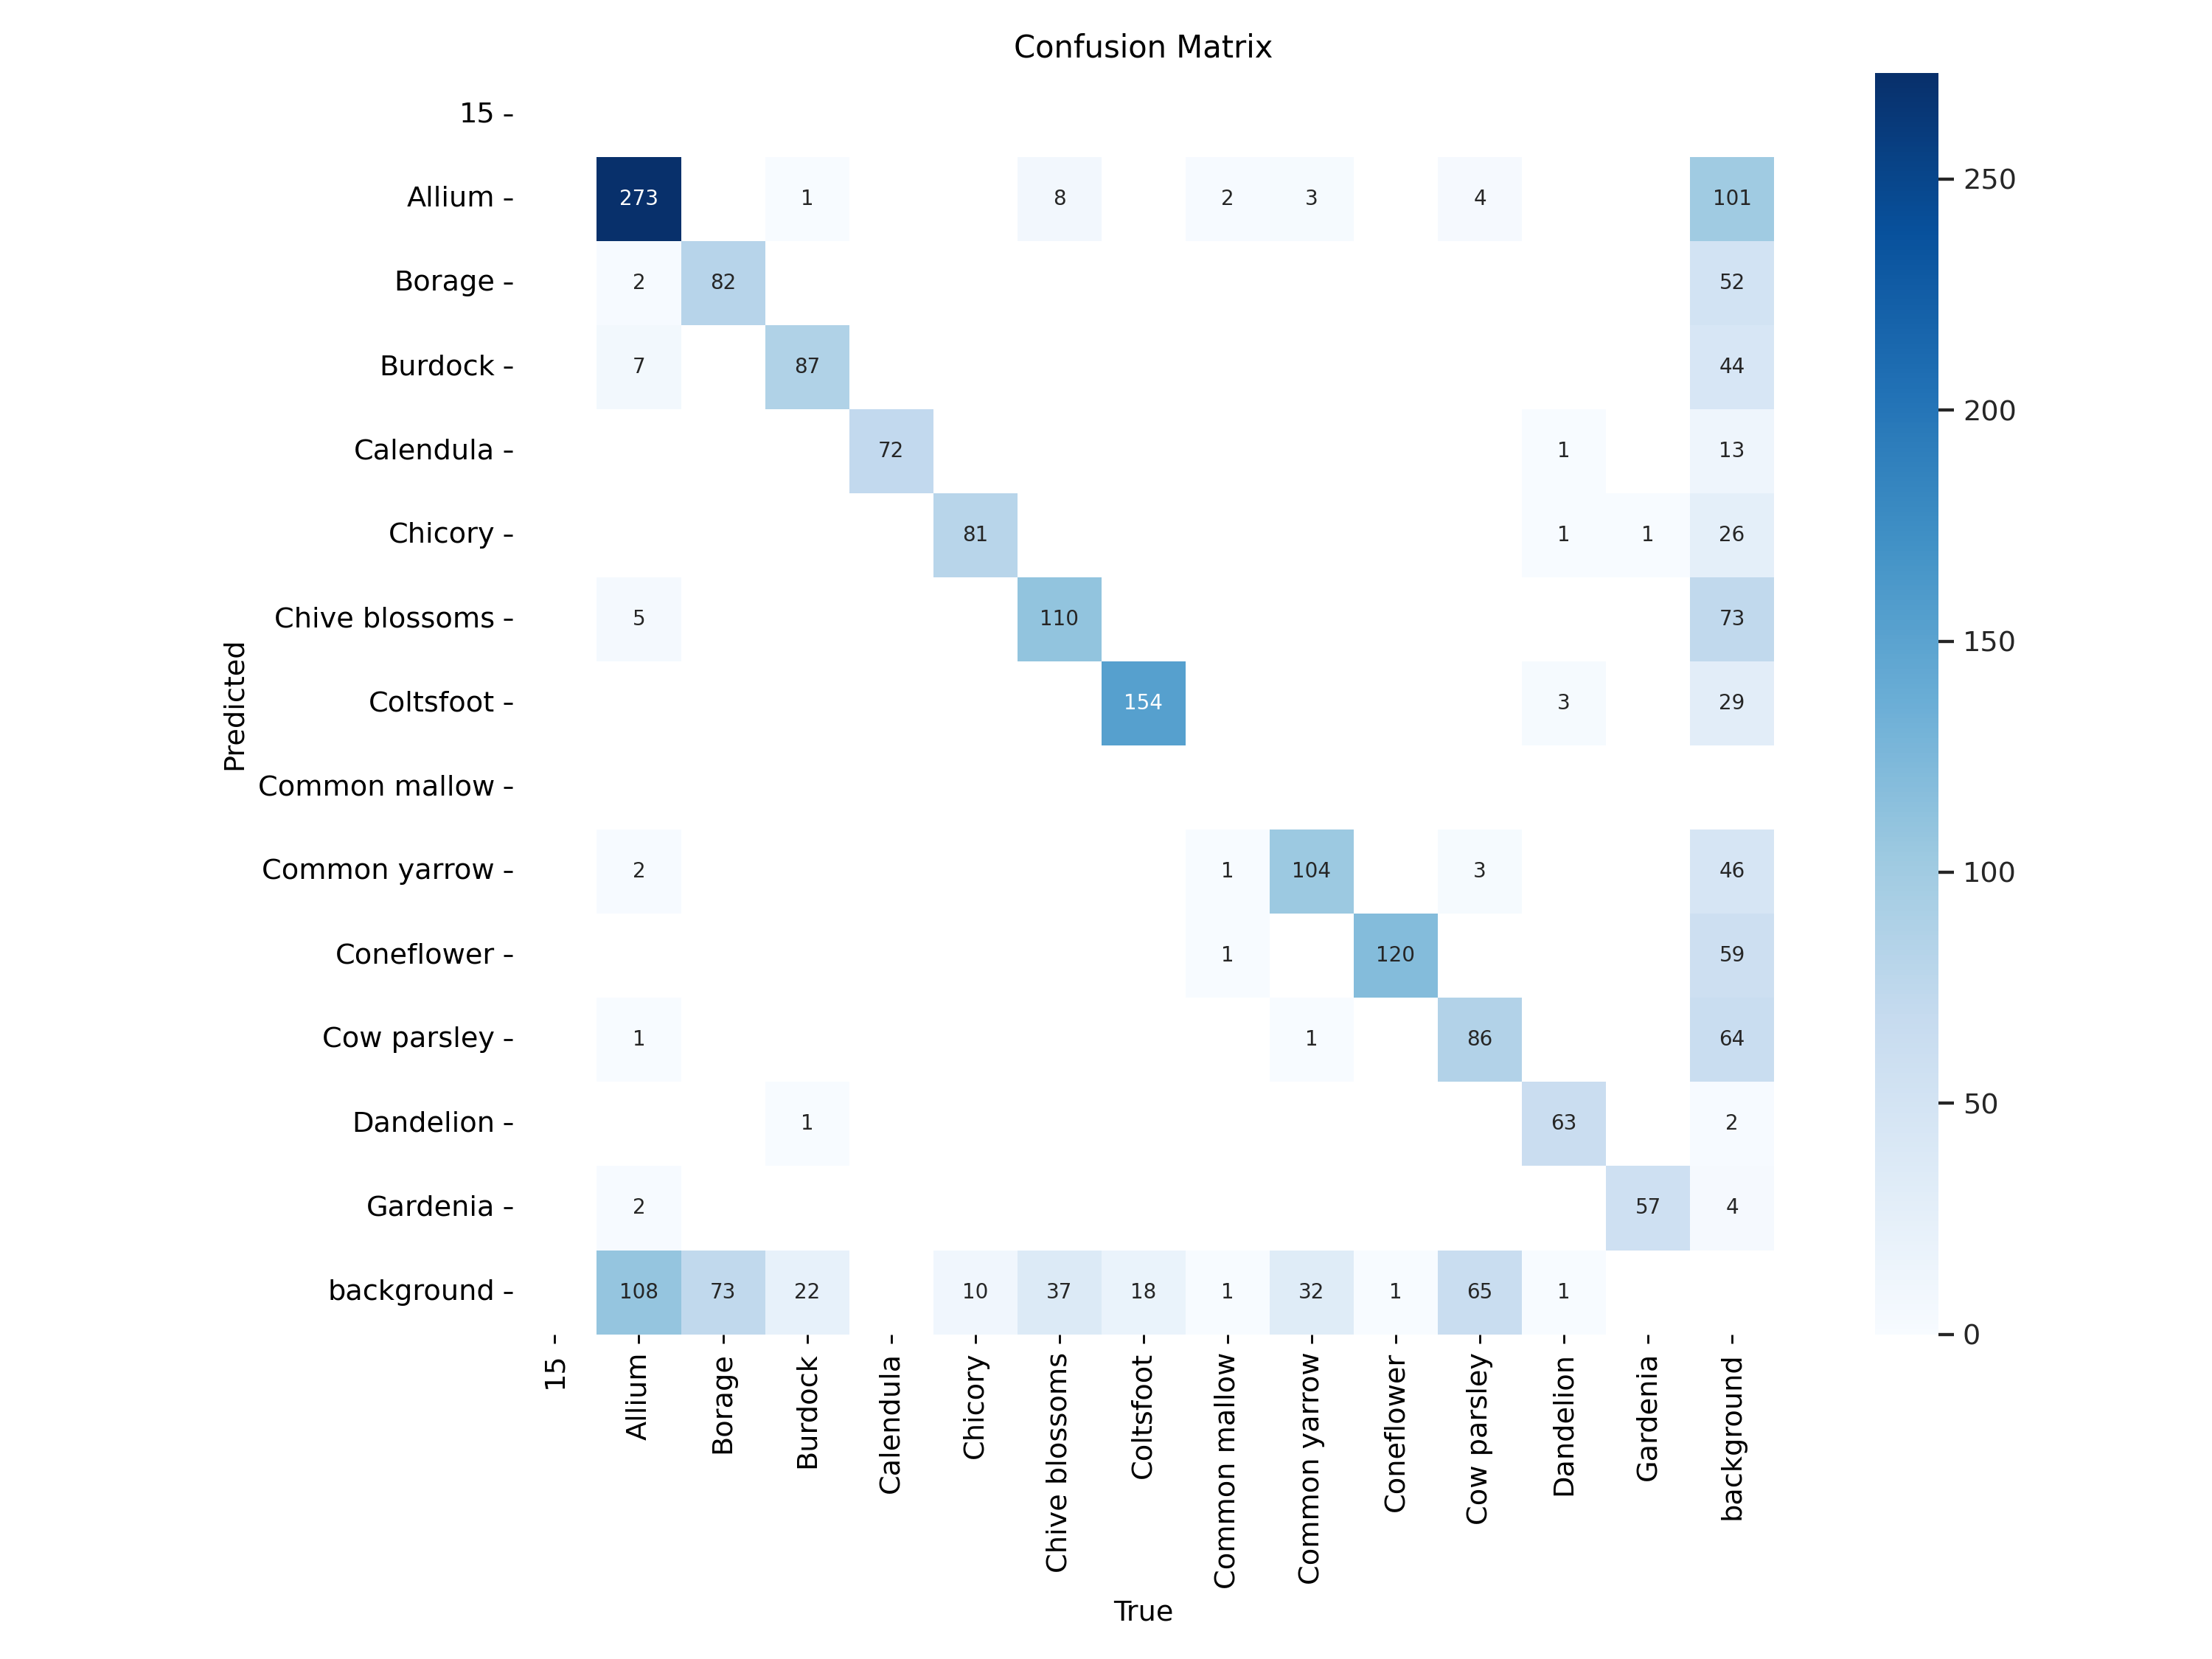 Confusion Matrix
15
Allium 273 1 8 2 3 4 101
Borage 2 82 52
Burdock 7 87 44
Calendula 72 1 13
Chicory 81 1 1 26
Chive blossoms 5 110 73
Coltsfoot 154 3 29
Common mallow
Common yarrow 2 1 104 3 46
Coneflower 1 120 59
Cow parsley 1 1 86 64
Dandelion 1 63 2
Gardenia 2 57 4
background 108 73 22 10 37 18 1 32 1 65 1
Predicted
15 Allium Borage Burdock Calendula Chicory Chive blossoms Coltsfoot Common mallow Common yarrow Coneflower Cow parsley Dandelion Gardenia background
True
250
200
150
100
50
0